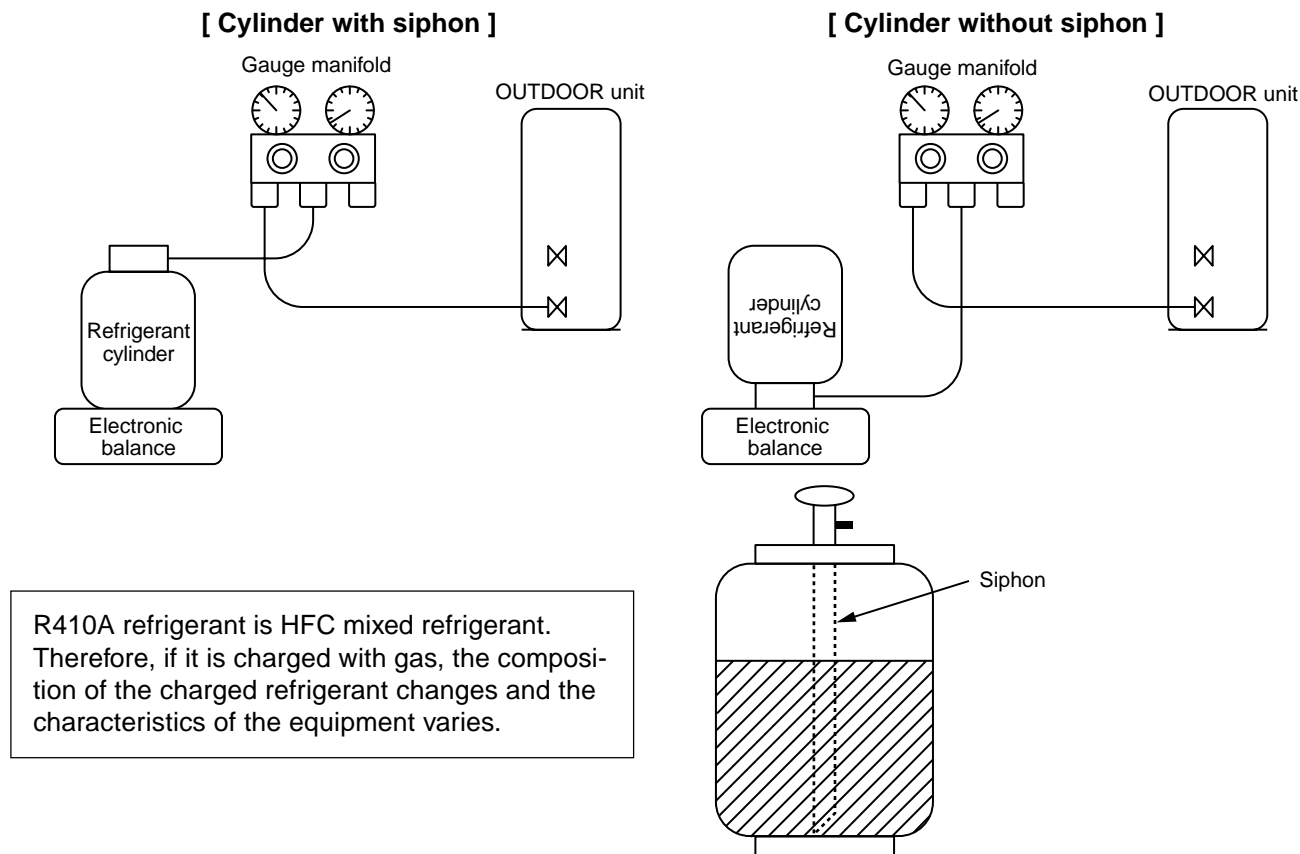 [ Cylinder with siphon ]
Gauge manifold
OUTDOOR unit
Refrigerant
cylinder
Electronic
balance
[ Cylinder without siphon ]
Gauge manifold
OUTDOOR unit
Refrigerant
cylinder
Electronic
balance
Siphon
R410A refrigerant is HFC mixed refrigerant.
Therefore, if it is charged with gas, the composi-
tion of the charged refrigerant changes and the
characteristics of the equipment varies.